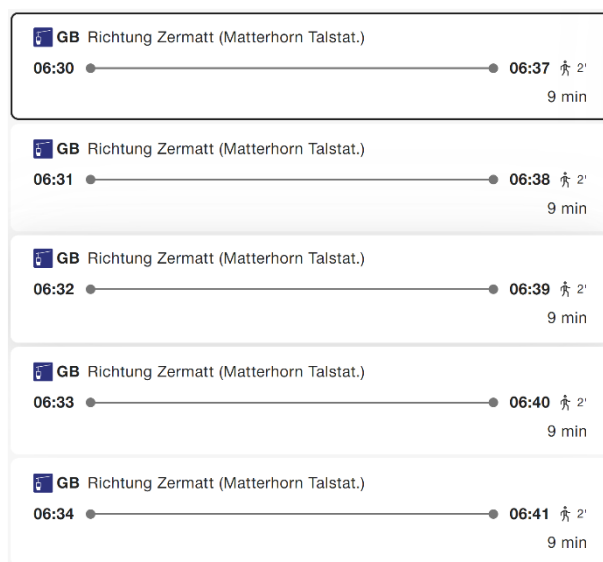 GB Richtung Zermatt (Matterhorn Talstat.)
06:30 06:37 2'
9 min
GB Richtung Zermatt (Matterhorn Talstat.)
06:31 06:38 2'
9 min
GB Richtung Zermatt (Matterhorn Talstat.)
06:32 06:39 2'
9 min
GB Richtung Zermatt (Matterhorn Talstat.)
06:33 06:40 2'
9 min
GB Richtung Zermatt (Matterhorn Talstat.)
06:34 06:41 2'
9 min